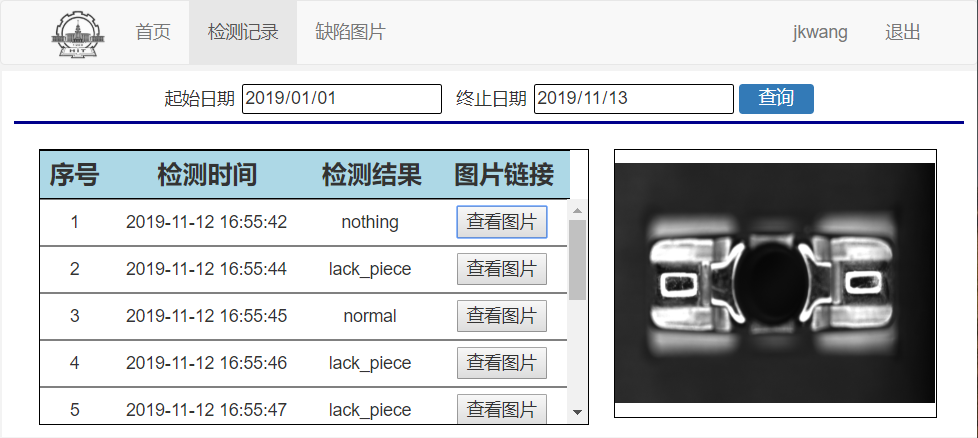 HIT
首页 检测记录 缺陷图片 jkwang 退出
起始日期 2019/01/01 终止日期 2019/11/13 查询
序号 检测时间 检测结果 图片链接
1 2019-11-12 16:55:42 nothing 查看图片
2 2019-11-12 16:55:44 lack_piece 查看图片
3 2019-11-12 16:55:45 normal 查看图片
4 2019-11-12 16:55:46 lack_piece 查看图片
5 2019-11-12 16:55:47 lack_piece 查看图片